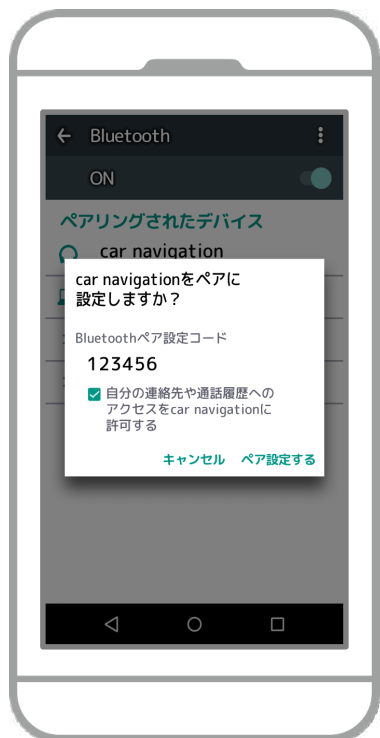 Bluetooth
ON
ペアリングされたデバイス
car navigation
car navigationをペアに
設定しますか？
Bluetoothペア設定コード
123456
自分の連絡先や通話履歴への
アクセスをcar navigationに
許可する
キャンセル ペア設定する